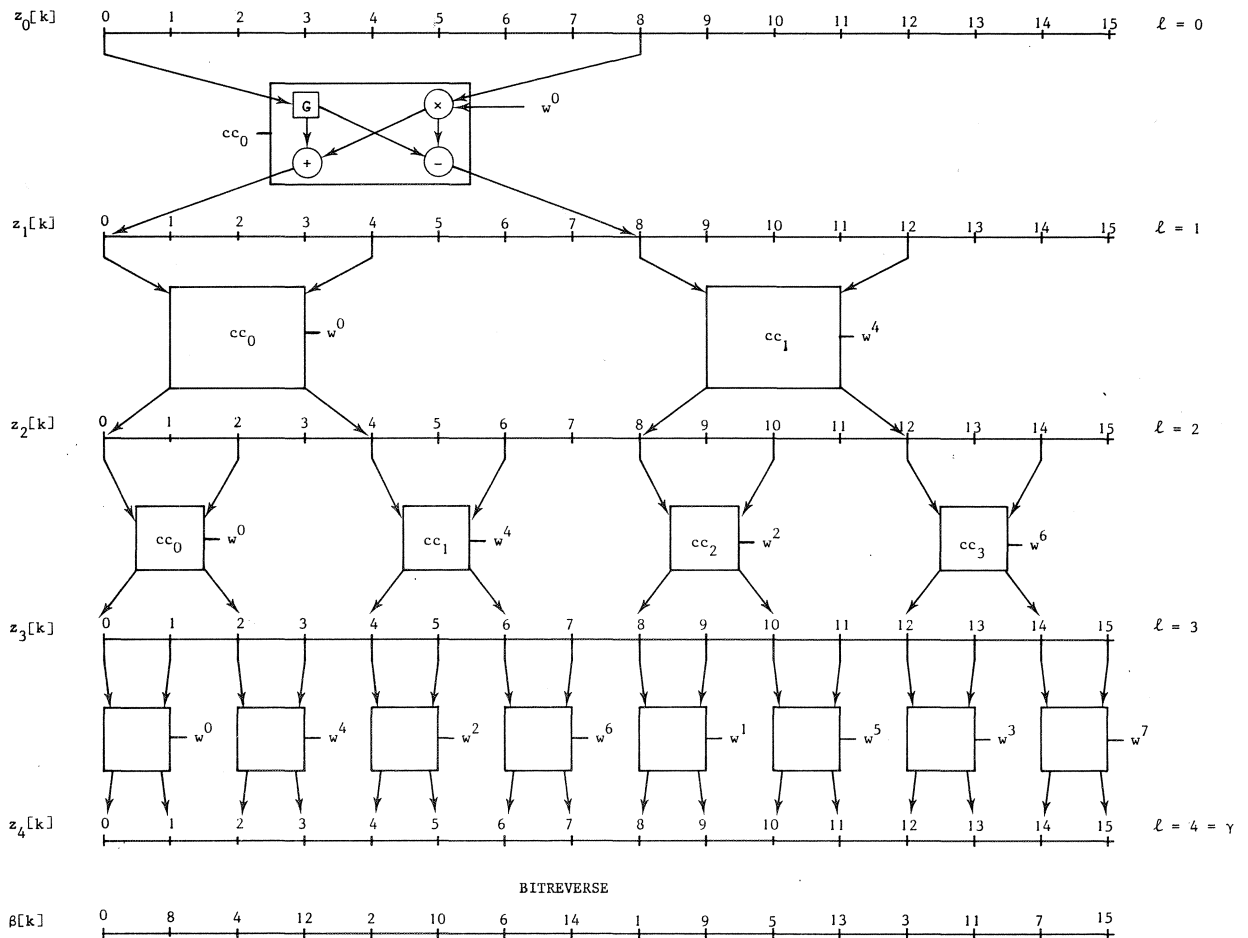 z₀[k] 0 1 2 3 4 5 6 7 8 9 10 11 12 13 14 15 ℓ = 0
G × w⁰
cc₀
+ −
z₁[k] 0 1 2 3 4 5 6 7 8 9 10 11 12 13 14 15 ℓ = 1
cc₀ w⁰ cc₁ w⁴
z₂[k] 0 1 2 3 4 5 6 7 8 9 10 11 12 13 14 15 ℓ = 2
cc₀ w⁰ cc₁ w⁴ cc₂ w² cc₃ w⁶
z₃[k] 0 1 2 3 4 5 6 7 8 9 10 11 12 13 14 15 ℓ = 3
w⁰ w⁴ w² w⁶ w¹ w⁵ w³ w⁷
z₄[k] 0 1 2 3 4 5 6 7 8 9 10 11 12 13 14 15 ℓ = 4 = γ
BITREVERSE
β[k] 0 8 4 12 2 10 6 14 1 9 5 13 3 11 7 15